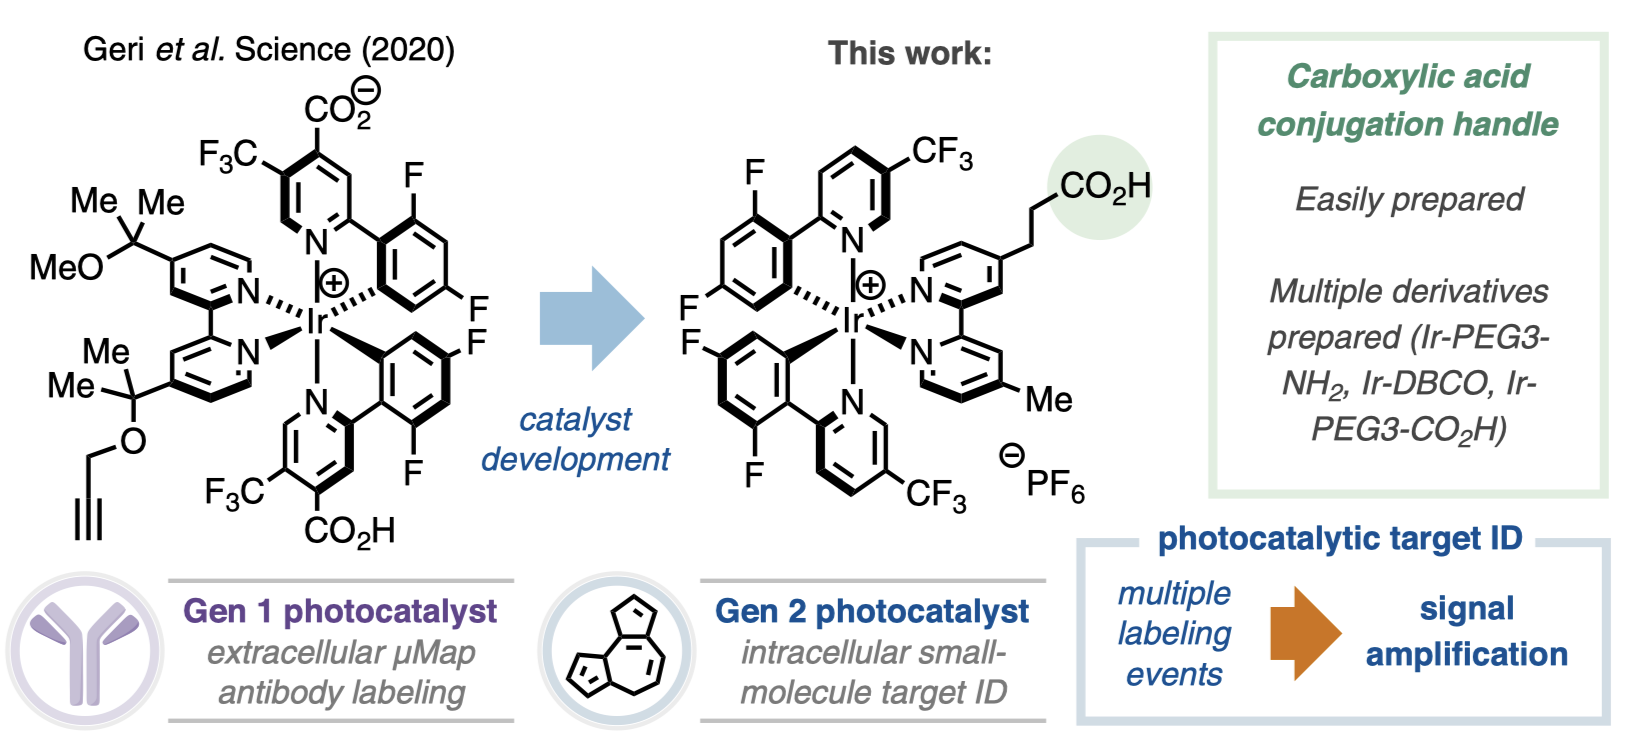 Geri et al. Science (2020)
This work:
CO2⊖
F3C
F
Me Me
MeO
N
N
⊕
F
Ir
Me
Me
N
N
F
O
F3C
F
CO2H
catalyst
development
F
CF3
CO2H
N
F
⊕
N
Ir
F
N
N
Me
F
CF3
⊖
PF6
Carboxylic acid
conjugation handle
Easily prepared
Multiple derivatives
prepared (Ir-PEG3-
NH2, Ir-DBCO, Ir-
PEG3-CO2H)
Gen 1 photocatalyst
extracellular µMap
antibody labeling
Gen 2 photocatalyst
intracellular small-
molecule target ID
photocatalytic target ID
multiple
labeling
events
signal
amplification